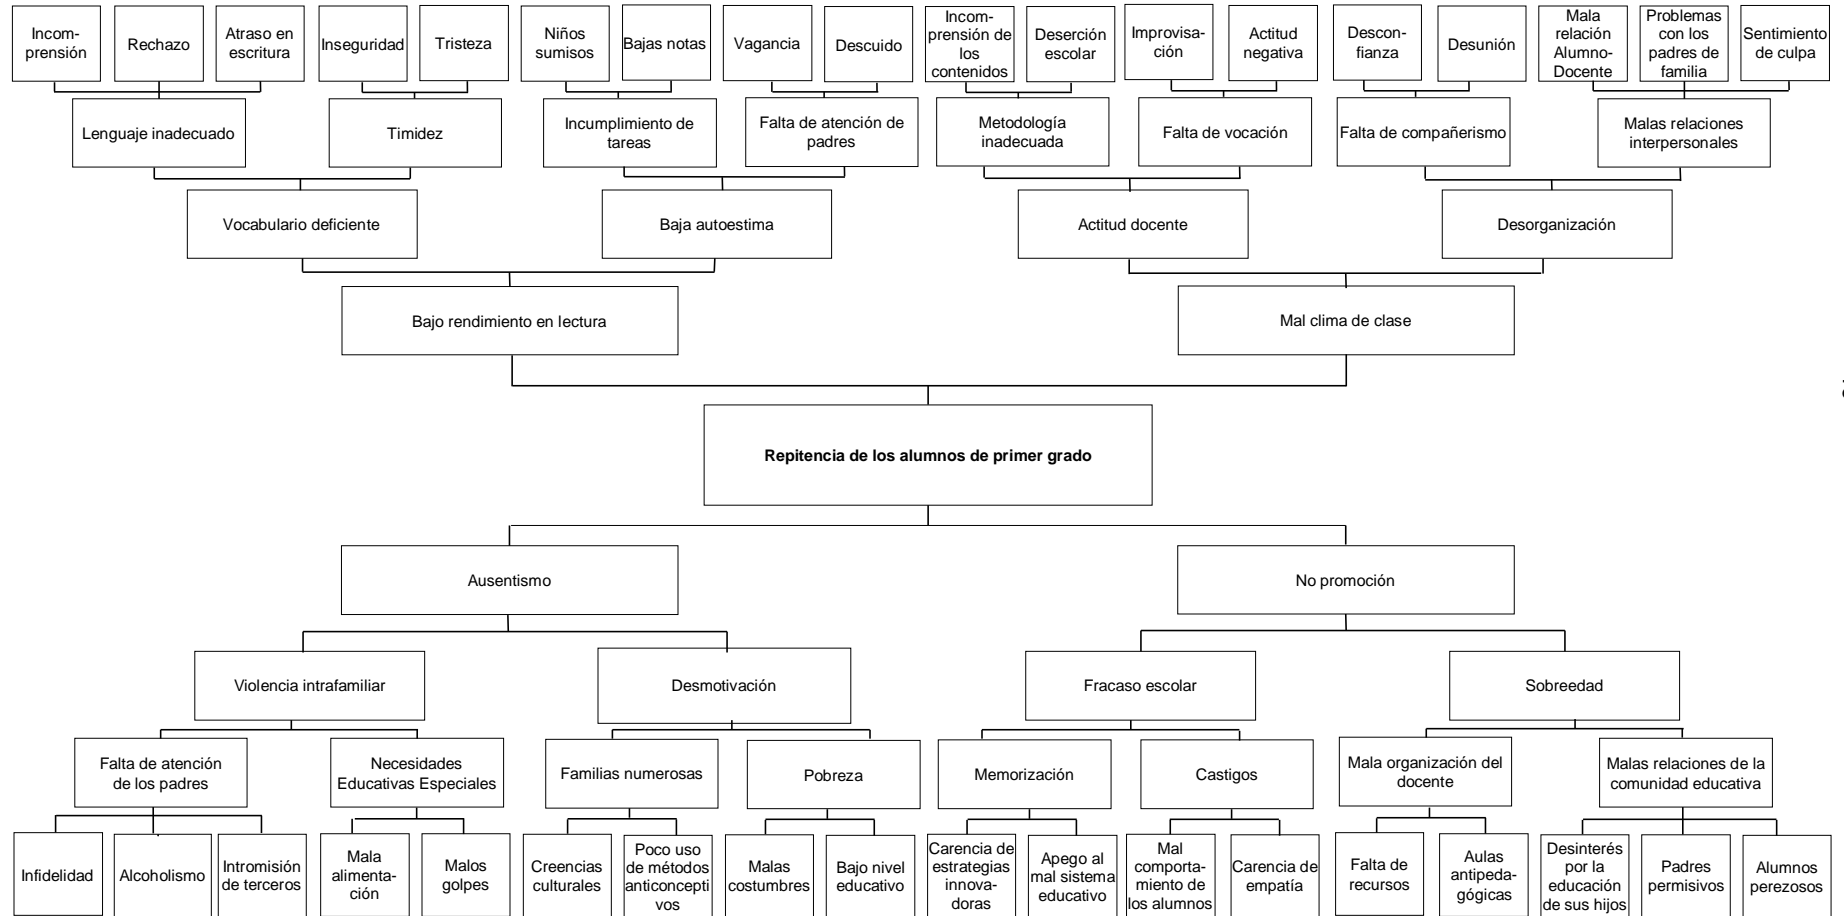 Incom-
prensión
Rechazo
Atraso en
escritura
Inseguridad
Tristeza
Niños
sumisos
Bajas notas
Vagancia
Descuido
Incom-
prensión de
los
contenidos
Deserción
escolar
Improvisa-
ción
Actitud
negativa
Descon-
fianza
Desunión
Mala
relación
Alumno-
Docente
Problemas
con los
padres de
familia
Sentimiento
de culpa
Lenguaje inadecuado
Timidez
Incumplimiento de
tareas
Falta de atención de
padres
Metodología
inadecuada
Falta de vocación
Falta de compañerismo
Malas relaciones
interpersonales
Vocabulario deficiente
Baja autoestima
Actitud docente
Desorganización
Bajo rendimiento en lectura
Mal clima de clase
Repitencia de los alumnos de primer grado
Ausentismo
No promoción
Violencia intrafamiliar
Desmotivación
Fracaso escolar
Sobreedad
Falta de atención
de los padres
Necesidades
Educativas Especiales
Familias numerosas
Pobreza
Memorización
Castigos
Mala organización del
docente
Malas relaciones de la
comunidad educativa
Infidelidad
Alcoholismo
Intromisión
de terceros
Mala
alimenta-
ción
Malos
golpes
Creencias
culturales
Poco uso
de métodos
anticoncepti
vos
Malas
costumbres
Bajo nivel
educativo
Carencia de
estrategias
innova-
doras
Apego al
mal sistema
educativo
Mal
comporta-
miento de
los alumnos
Carencia de
empatía
Falta de
recursos
Aulas
antipeda-
gógicas
Desinterés
por la
educación
de sus hijos
Padres
permisivos
Alumnos
perezosos